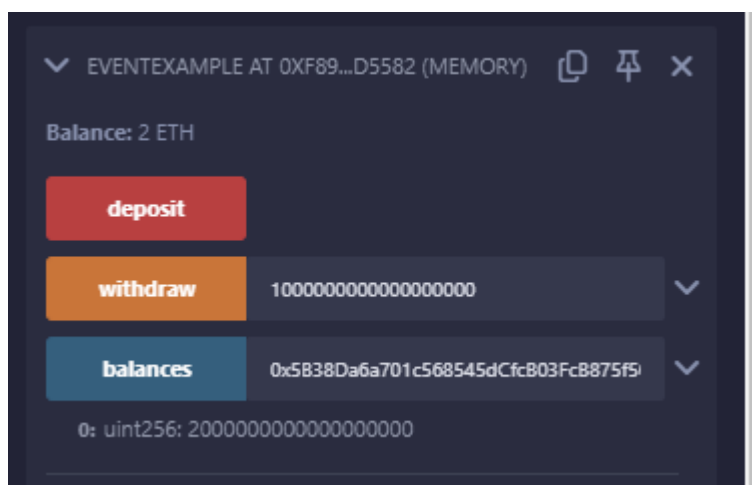 EVENTEXAMPLE AT 0XF89...D5582 (MEMORY)
Balance: 2 ETH
deposit
withdraw 1000000000000000000
balances 0x5B38Da6a701c568545dCfcB03FcB875f5
0: uint256: 2000000000000000000